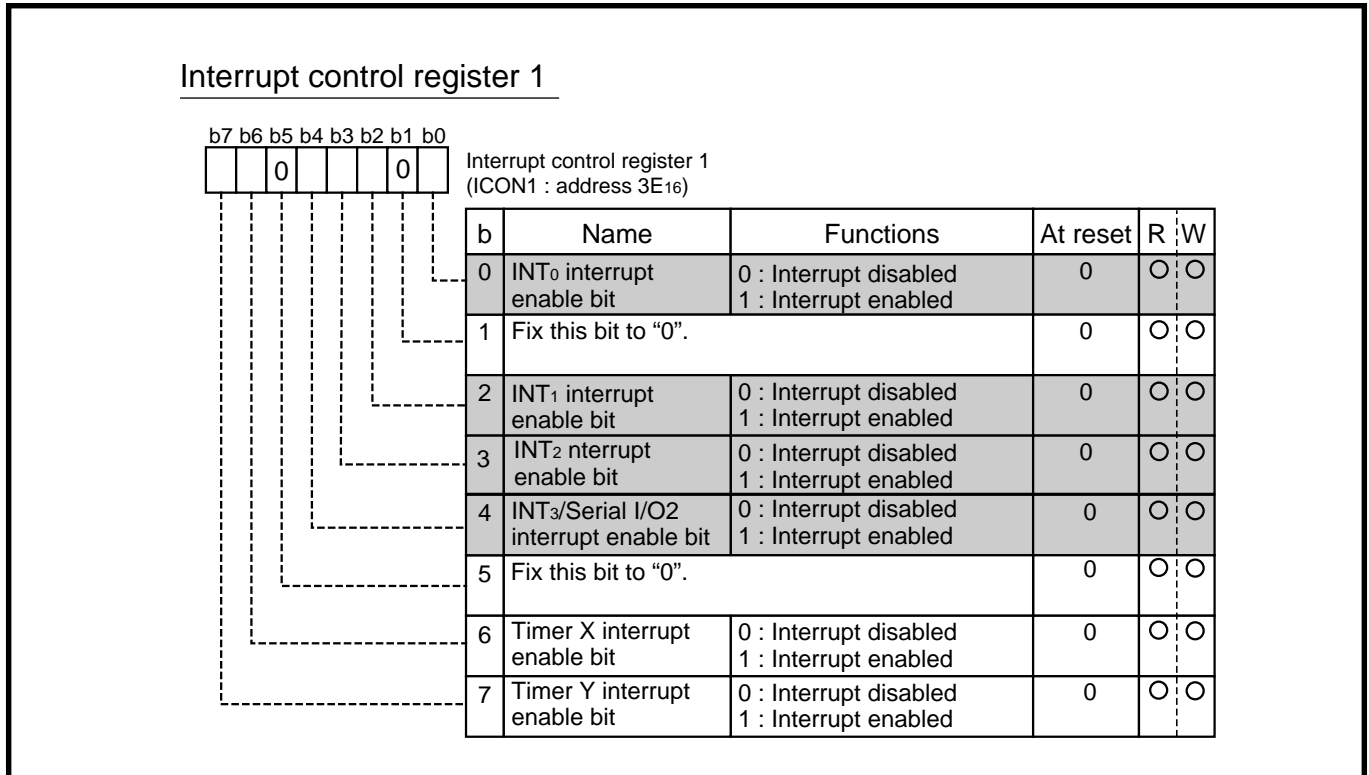 Interrupt control register 1
b7 b6 b5 b4 b3 b2 b1 b0
0 0
Interrupt control register 1
(ICON1 : address 3E16)
b Name Functions At reset R W
0 INT0 interrupt enable bit 0 : Interrupt disabled 1 : Interrupt enabled 0 O O
1 Fix this bit to “0”. 0 O O
2 INT1 interrupt enable bit 0 : Interrupt disabled 1 : Interrupt enabled 0 O O
3 INT2 nterrupt enable bit 0 : Interrupt disabled 1 : Interrupt enabled 0 O O
4 INT3/Serial I/O2 interrupt enable bit 0 : Interrupt disabled 1 : Interrupt enabled 0 O O
5 Fix this bit to “0”. 0 O O
6 Timer X interrupt enable bit 0 : Interrupt disabled 1 : Interrupt enabled 0 O O
7 Timer Y interrupt enable bit 0 : Interrupt disabled 1 : Interrupt enabled 0 O O